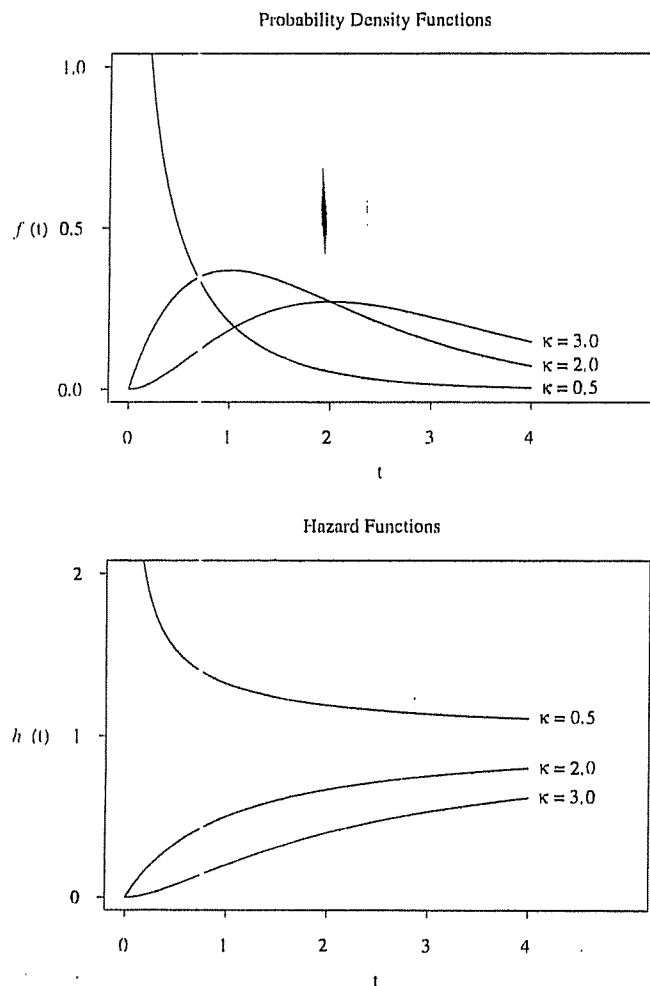 Probability Density Functions
1.0
f (t) 0.5
κ = 3.0
κ = 2.0
κ = 0.5
0.0
0 1 2 3 4
t
Hazard Functions
2
h (t) 1
κ = 0.5
κ = 2.0
κ = 3.0
0
0 1 2 3 4
t